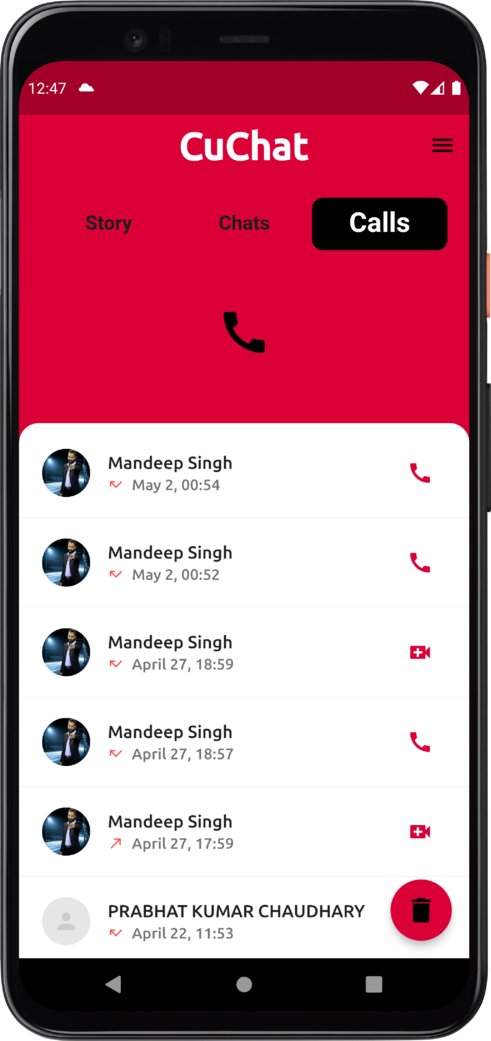 12:47
CuChat
Story Chats Calls
Mandeep Singh
May 2, 00:54
Mandeep Singh
May 2, 00:52
Mandeep Singh
April 27, 18:59
Mandeep Singh
April 27, 18:57
Mandeep Singh
April 27, 17:59
PRABHAT KUMAR CHAUDHARY
April 22, 11:53